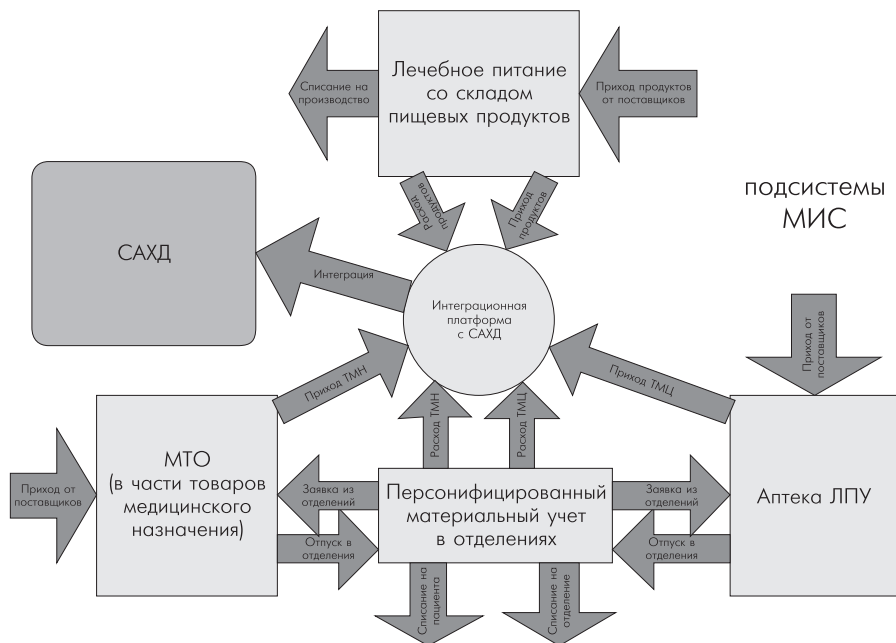 Лечебное питание
со складом
пищевых продуктов
Списание на
производство
Приход продуктов
от поставщиков
Расход
продуктов
Приход
продуктов
подсистемы
МИС
САХД
Интеграция
Интеграционная
платформа
с САХД
Приход от
поставщиков
Приход ТМН
Приход ТМЦ
Расход ТМН
Расход ТМЦ
Приход от
поставщиков
МТО
(в части товаров
медицинского
назначения)
Заявка из
отделений
Отпуск в
отделения
Персонифицированный
материальный учет
в отделениях
Заявка из
отделений
Отпуск в
отделения
Аптека ЛПУ
Списание на
пациента
Списание на
отделение